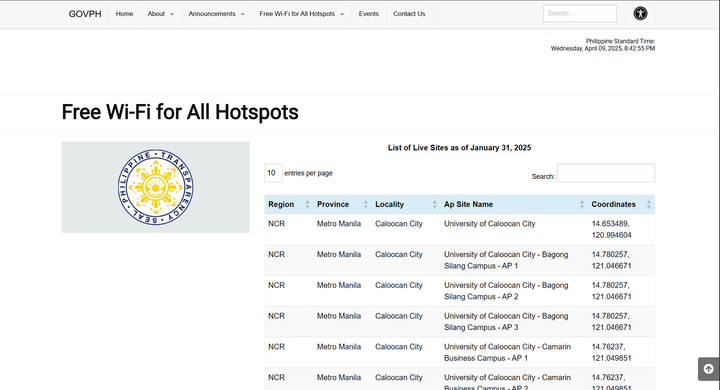 GOVPH Home About Announcements Free Wi-Fi for All Hotspots Events Contact Us Search ...
Philippine Standard Time:
Wednesday, April 09, 2025, 8:42:55 PM
Free Wi-Fi for All Hotspots
PHILIPPINE TRANSPARENCY SEAL
List of Live Sites as of January 31, 2025
10 entries per page Search:
Region Province Locality Ap Site Name Coordinates
NCR Metro Manila Caloocan City University of Caloocan City 14.653489,
120.994604
NCR Metro Manila Caloocan City University of Caloocan City - Bagong 14.780257,
Silang Campus - AP 1 121.046671
NCR Metro Manila Caloocan City University of Caloocan City - Bagong 14.780257,
Silang Campus - AP 2 121.046671
NCR Metro Manila Caloocan City University of Caloocan City - Bagong 14.780257,
Silang Campus - AP 3 121.046671
NCR Metro Manila Caloocan City University of Caloocan City - Camarin 14.76237,
Business Campus - AP 1 121.049851
NCR Metro Manila Caloocan City University of Caloocan City - Camarin 14.76237,
Business Campus - AP 2 121.049851